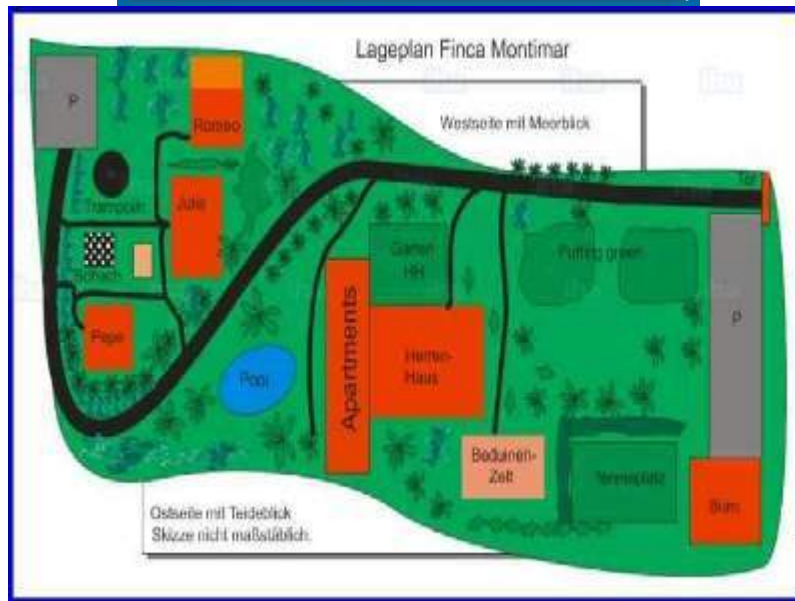 Lageplan Finca Montimar
P
Romeo
Westseite mit Meerblick
Tor
Trampolin
Julia
Schach
Garten
HH
Putting green
Pepe
P
Apartments
Herren-
Haus
Pool
Beduinen-
Zelt
Tennisplatz
Büro
Ostseite mit Teideblick
Skizze nicht maßstäblich.